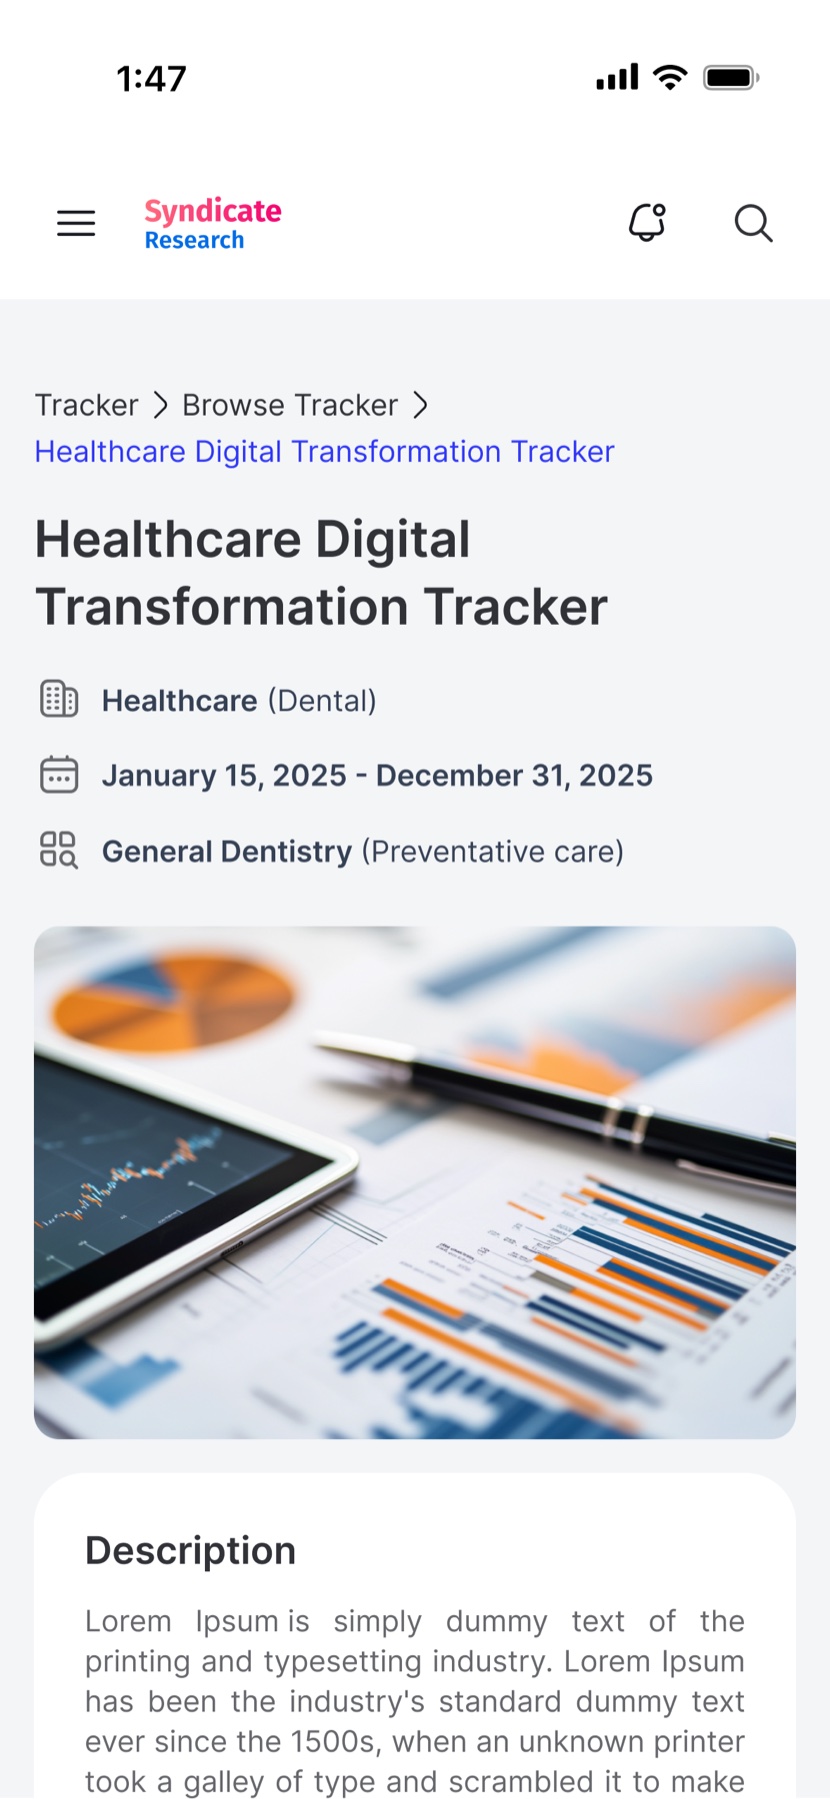 1:47
Syndicate
Research
Tracker > Browse Tracker >
Healthcare Digital Transformation Tracker
Healthcare Digital
Transformation Tracker
Healthcare (Dental)
January 15, 2025 - December 31, 2025
General Dentistry (Preventative care)
Description
Lorem Ipsum is simply dummy text of the
printing and typesetting industry. Lorem Ipsum
has been the industry's standard dummy text
ever since the 1500s, when an unknown printer
took a galley of type and scrambled it to make